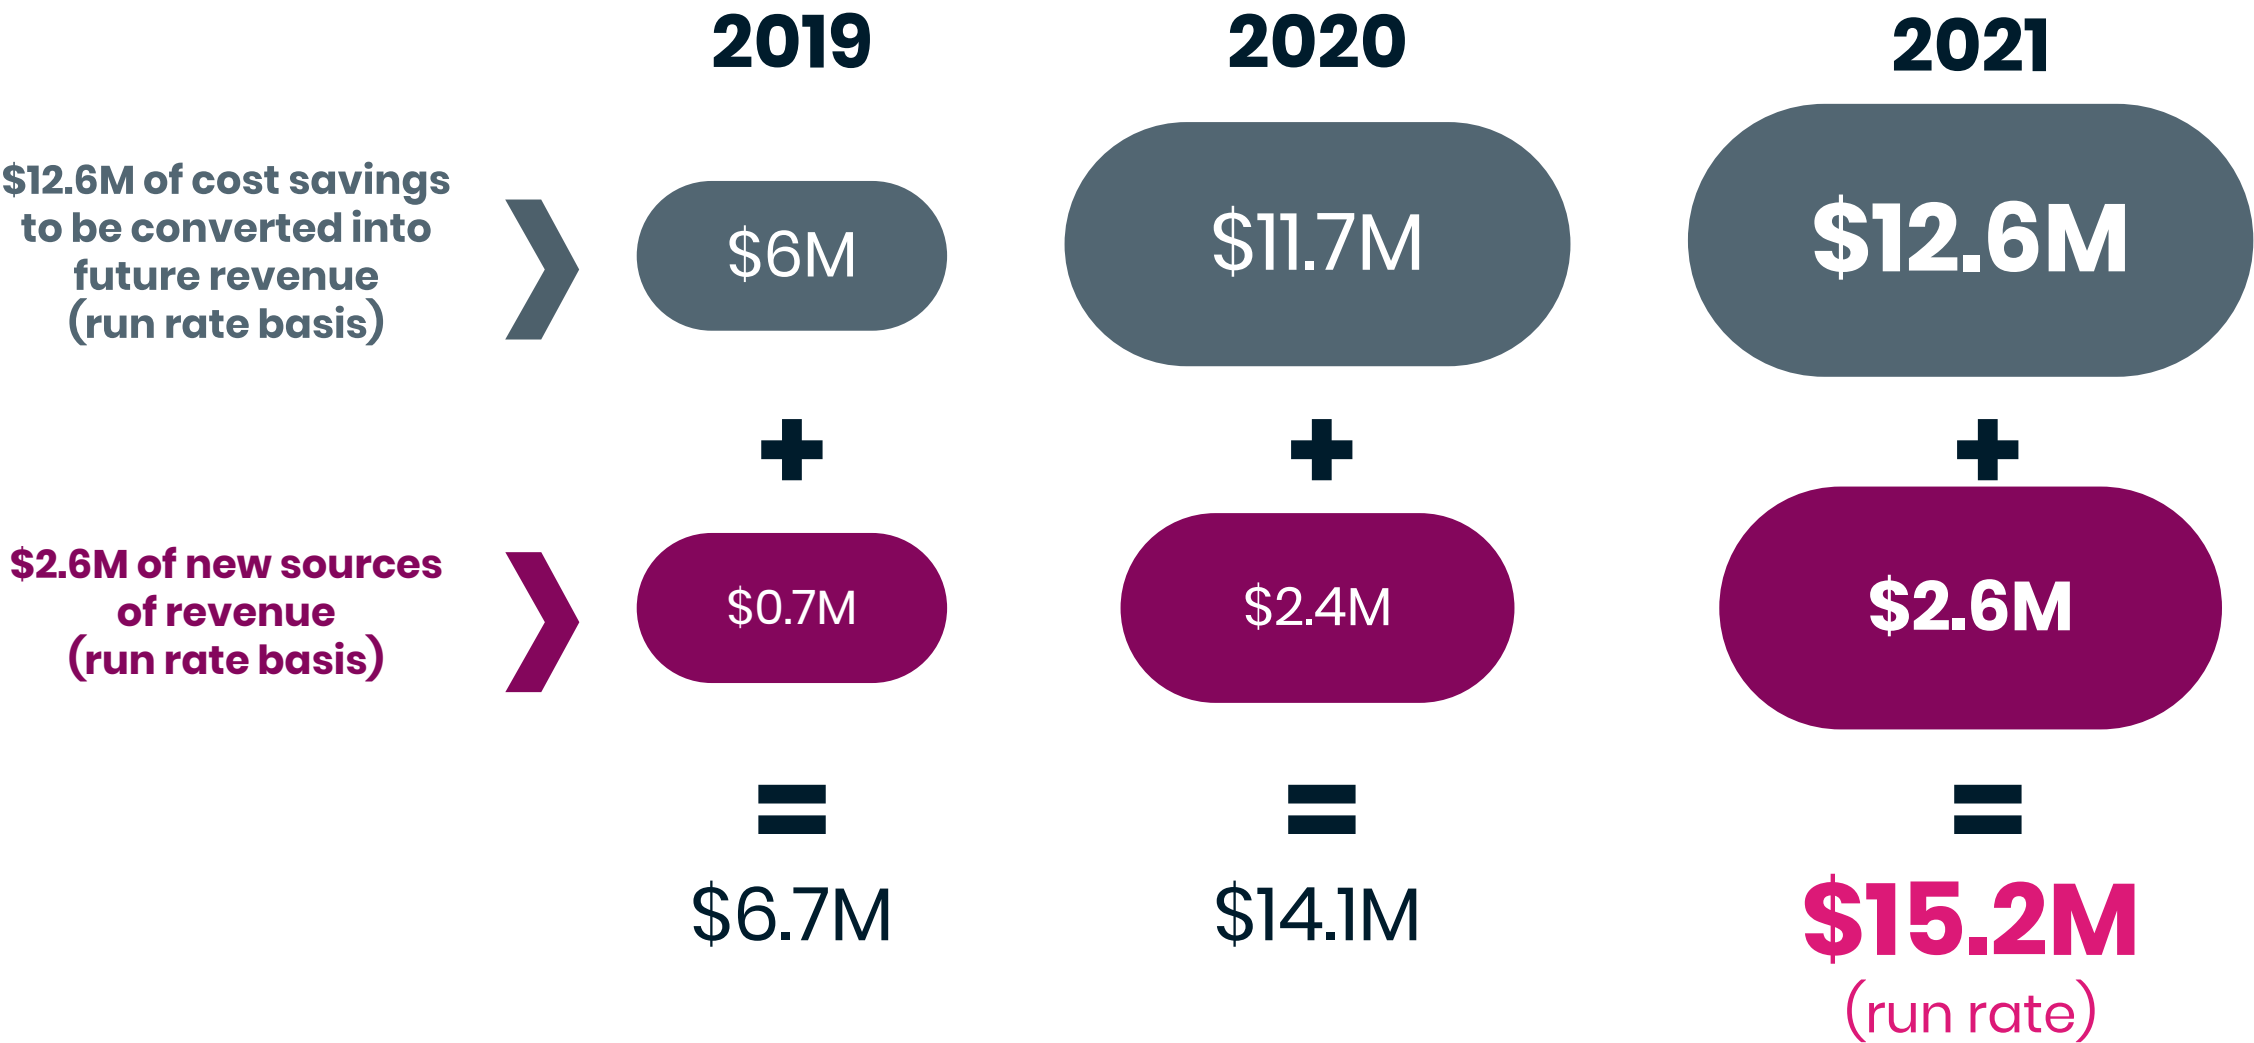 2019
2020
2021
$12.6M of cost savings
to be converted into
future revenue
(run rate basis)
$6M
$11.7M
$12.6M
+
+
+
$2.6M of new sources
of revenue
(run rate basis)
$0.7M
$2.4M
$2.6M
=
=
=
$6.7M
$14.1M
$15.2M
(run rate)